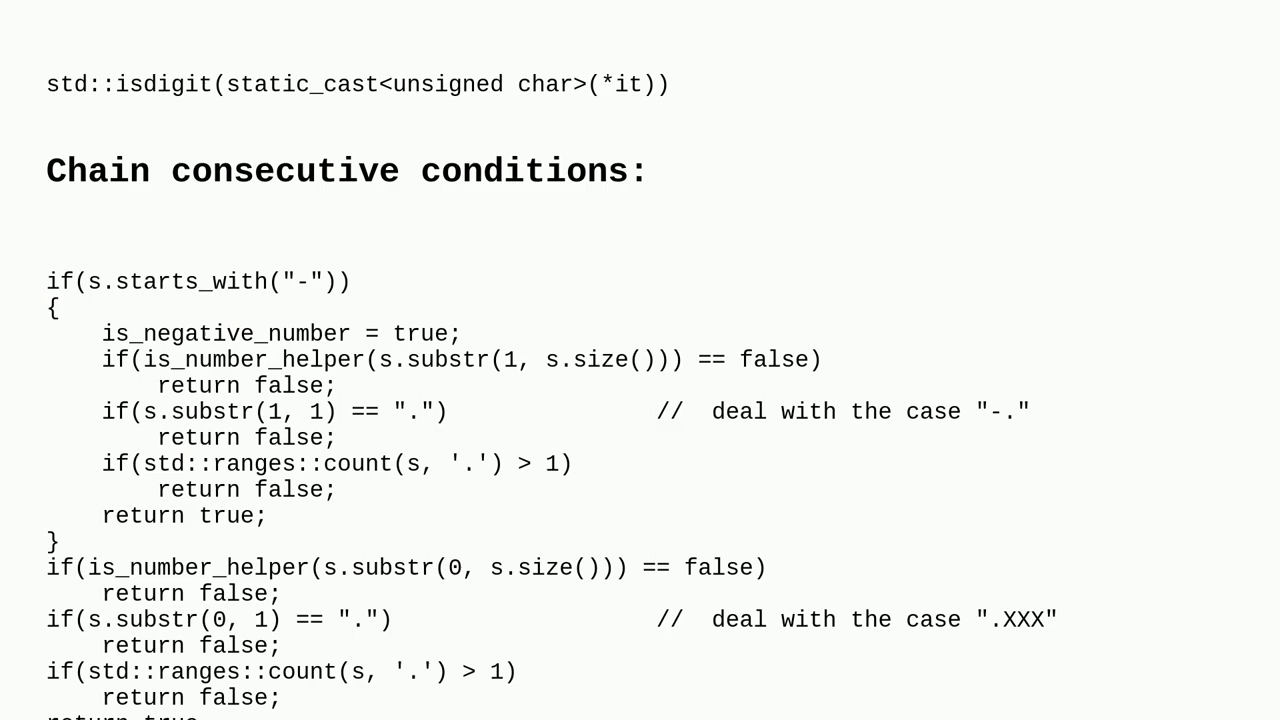 std::isdigit(static_cast<unsigned char>(*it))
Chain consecutive conditions:
if(s.starts_with("-"))
{
    is_negative_number = true;
    if(is_number_helper(s.substr(1, s.size())) == false)
        return false;
    if(s.substr(1, 1) == ".")               //  deal with the case "-."
        return false;
    if(std::ranges::count(s, '.') > 1)
        return false;
    return true;
}
if(is_number_helper(s.substr(0, s.size())) == false)
    return false;
if(s.substr(0, 1) == ".")                   //  deal with the case ".XXX"
    return false;
if(std::ranges::count(s, '.') > 1)
    return false;
return true